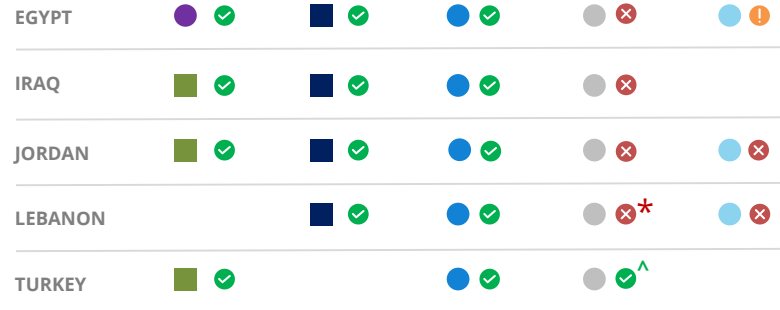 EGYPT
IRAQ
JORDAN
LEBANON *
TURKEY ^